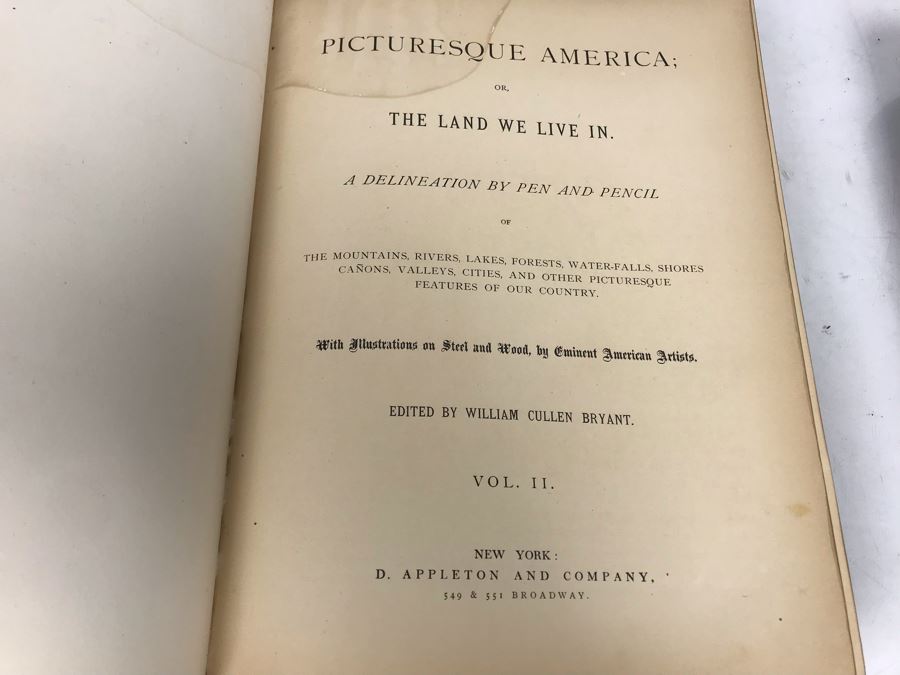 PICTURESQUE AMERICA;
OR,
THE LAND WE LIVE IN.
A DELINEATION BY PEN AND PENCIL
OF
THE MOUNTAINS, RIVERS, LAKES, FORESTS, WATER-FALLS, SHORES
CAÑONS, VALLEYS, CITIES, AND OTHER PICTURESQUE
FEATURES OF OUR COUNTRY.
With Illustrations on Steel and Wood, by Eminent American Artists.
EDITED BY WILLIAM CULLEN BRYANT.
VOL. II.
NEW YORK:
D. APPLETON AND COMPANY,
549 & 551 BROADWAY.